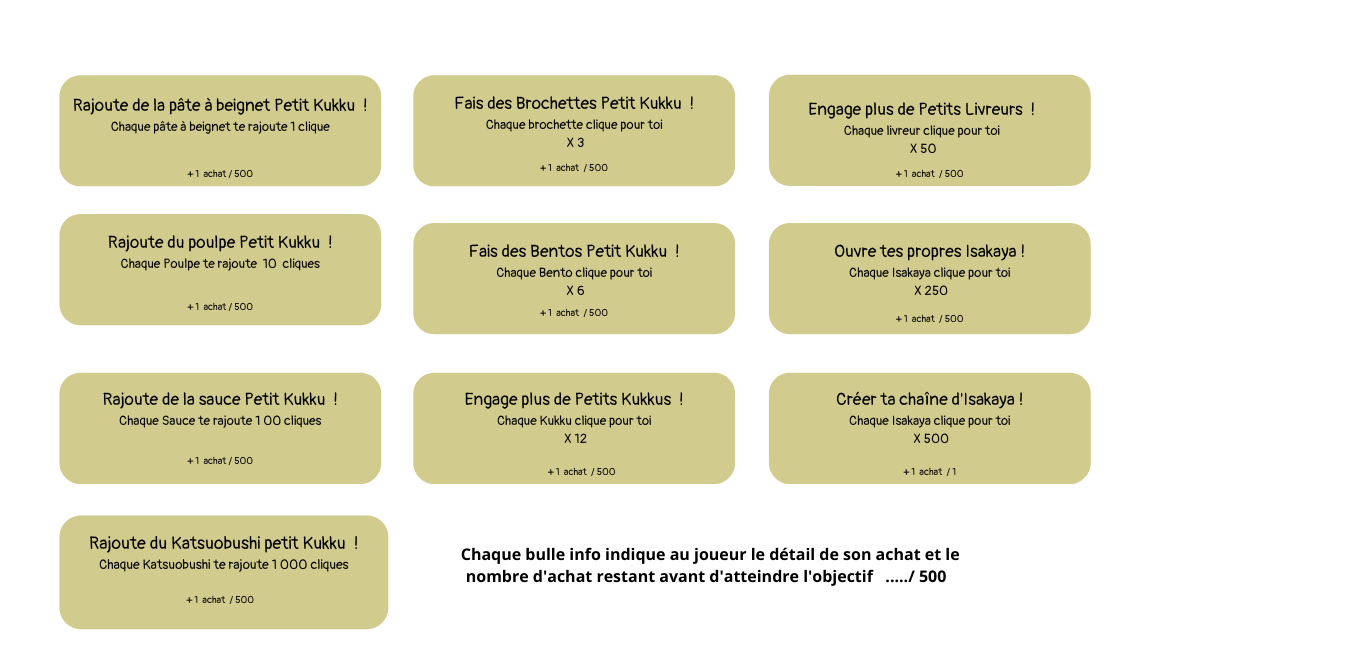 Rajoute de la pâte à beignet Petit Kukku !
Chaque pâte à beignet te rajoute 1 clique
+1 achat / 500
Fais des Brochettes Petit Kukku !
Chaque brochette clique pour toi
X 3
+1 achat / 500
Engage plus de Petits Livreurs !
Chaque livreur clique pour toi
X 50
+1 achat / 500
Rajoute du poulpe Petit Kukku !
Chaque Poulpe te rajoute 10 cliques
+1 achat / 500
Fais des Bentos Petit Kukku !
Chaque Bento clique pour toi
X 6
+1 achat / 500
Ouvre tes propres Isakaya !
Chaque Isakaya clique pour toi
X 250
+1 achat / 500
Rajoute de la sauce Petit Kukku !
Chaque Sauce te rajoute 100 cliques
+1 achat / 500
Engage plus de Petits Kukkus !
Chaque Kukku clique pour toi
X 12
+1 achat / 500
Créer ta chaîne d'Isakaya !
Chaque Isakaya clique pour toi
X 500
+1 achat / 1
Rajoute du Katsuobushi petit Kukku !
Chaque Katsuobushi te rajoute 1 000 cliques
+1 achat / 500
Chaque bulle info indique au joueur le détail de son achat et le
nombre d'achat restant avant d'atteindre l'objectif ...../ 500